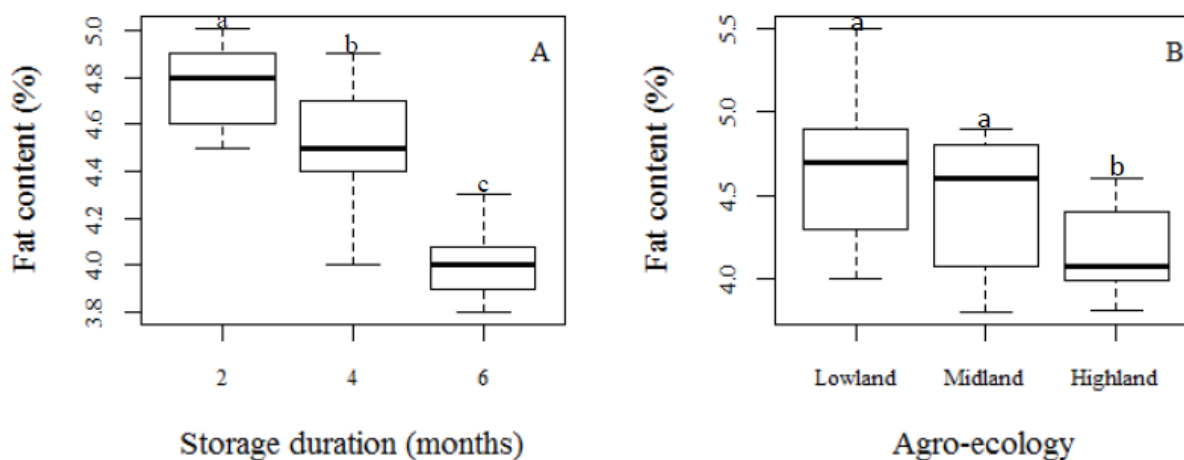 Fat content (%)
5.0
4.8
4.6
4.4
4.2
4.0
3.8
a
b
c
A
2 4 6
Storage duration (months)
Fat content (%)
5.5
5.0
4.5
4.0
a
a
b
B
Lowland Midland Highland
Agro-ecology